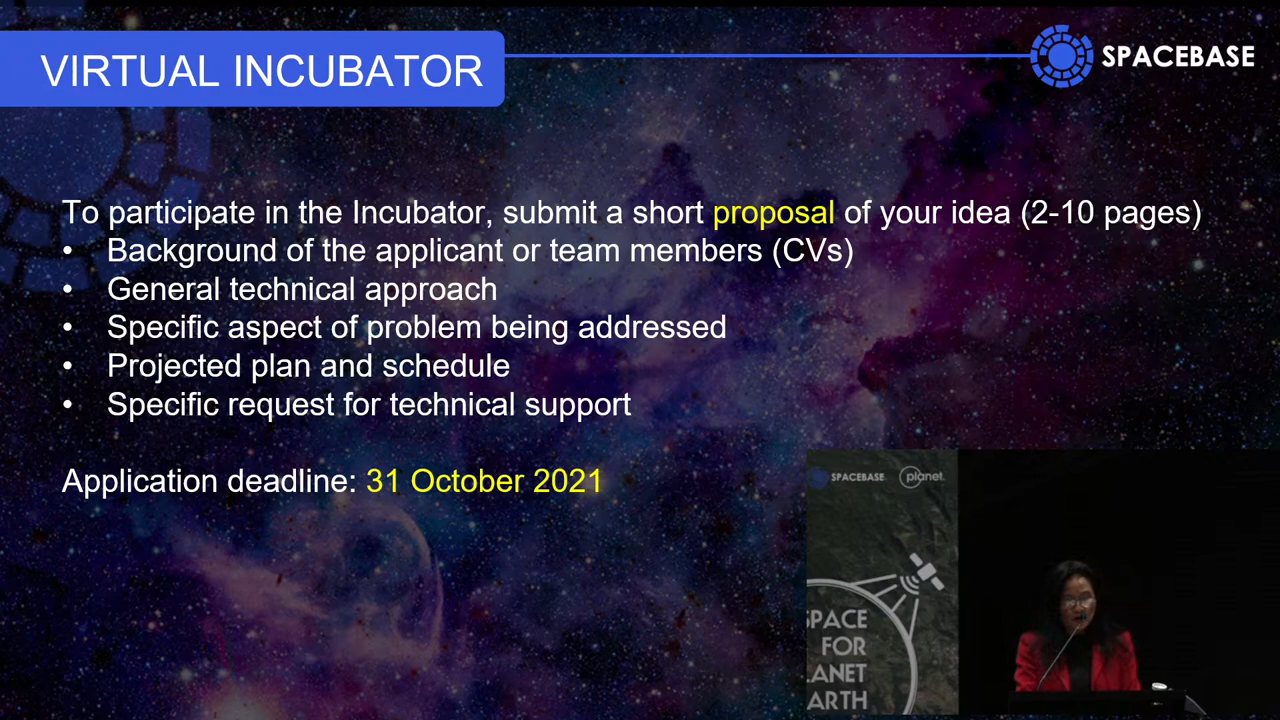 VIRTUAL INCUBATOR
SPACEBASE
To participate in the Incubator, submit a short proposal of your idea (2-10 pages)
• Background of the applicant or team members (CVs)
• General technical approach
• Specific aspect of problem being addressed
• Projected plan and schedule
• Specific request for technical support
Application deadline: 31 October 2021
SPACEBASE planet.
SPACE
FOR
LANET
ARTH